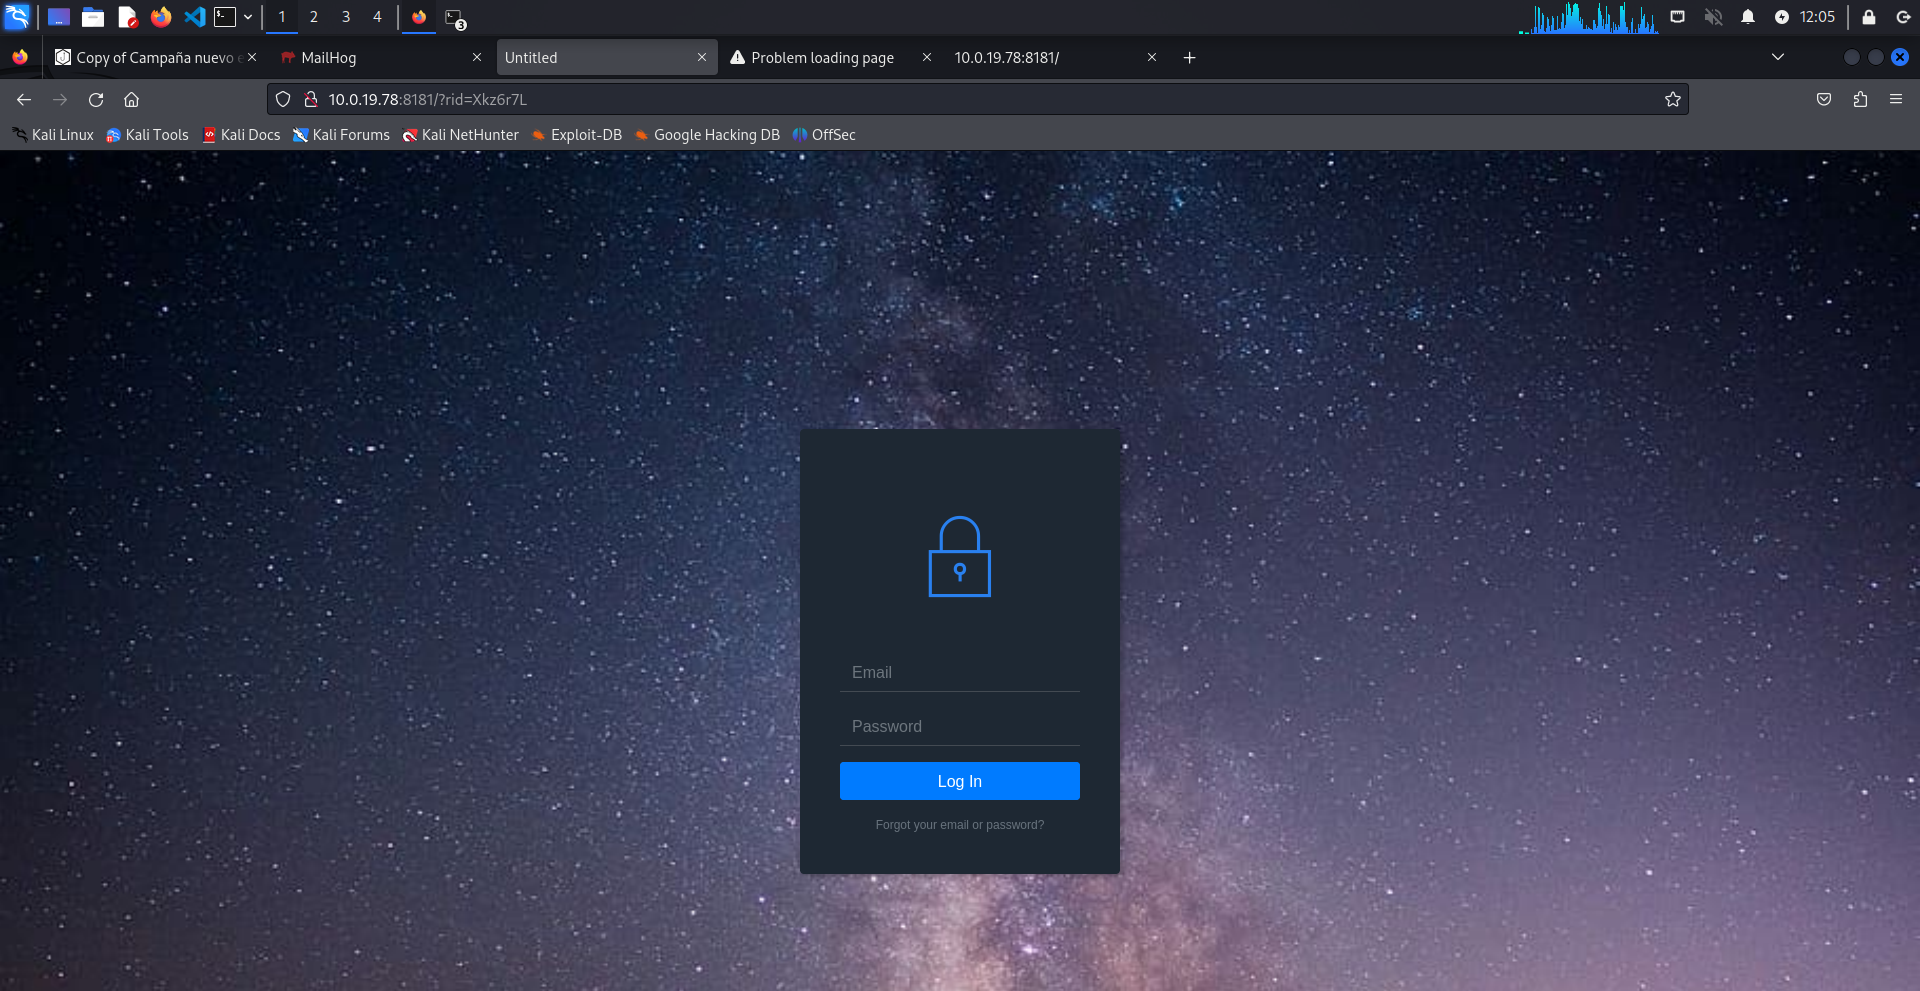 1 2 3 4 3 12:05
Copy of Campaña nuevo e MailHog Untitled Problem loading page 10.0.19.78:8181/
10.0.19.78:8181/?rid=Xkz6r7L
Kali Linux Kali Tools Kali Docs Kali Forums Kali NetHunter Exploit-DB Google Hacking DB OffSec
Email
Password
Log In
Forgot your email or password?